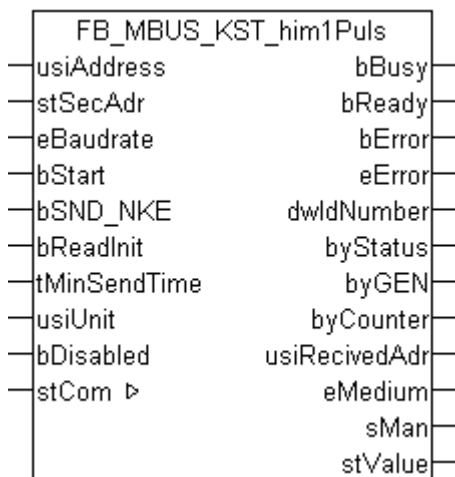 FB_MBUS_KST_him1Puls
usiAddress bBusy
stSecAdr bReady
eBaudrate bError
bStart eError
bSND_NKE dwIdNumber
bReadInit byStatus
tMinSendTime byGEN
usiUnit byCounter
bDisabled usiRecivedAdr
stCom ▷ eMedium
sMan
stValue